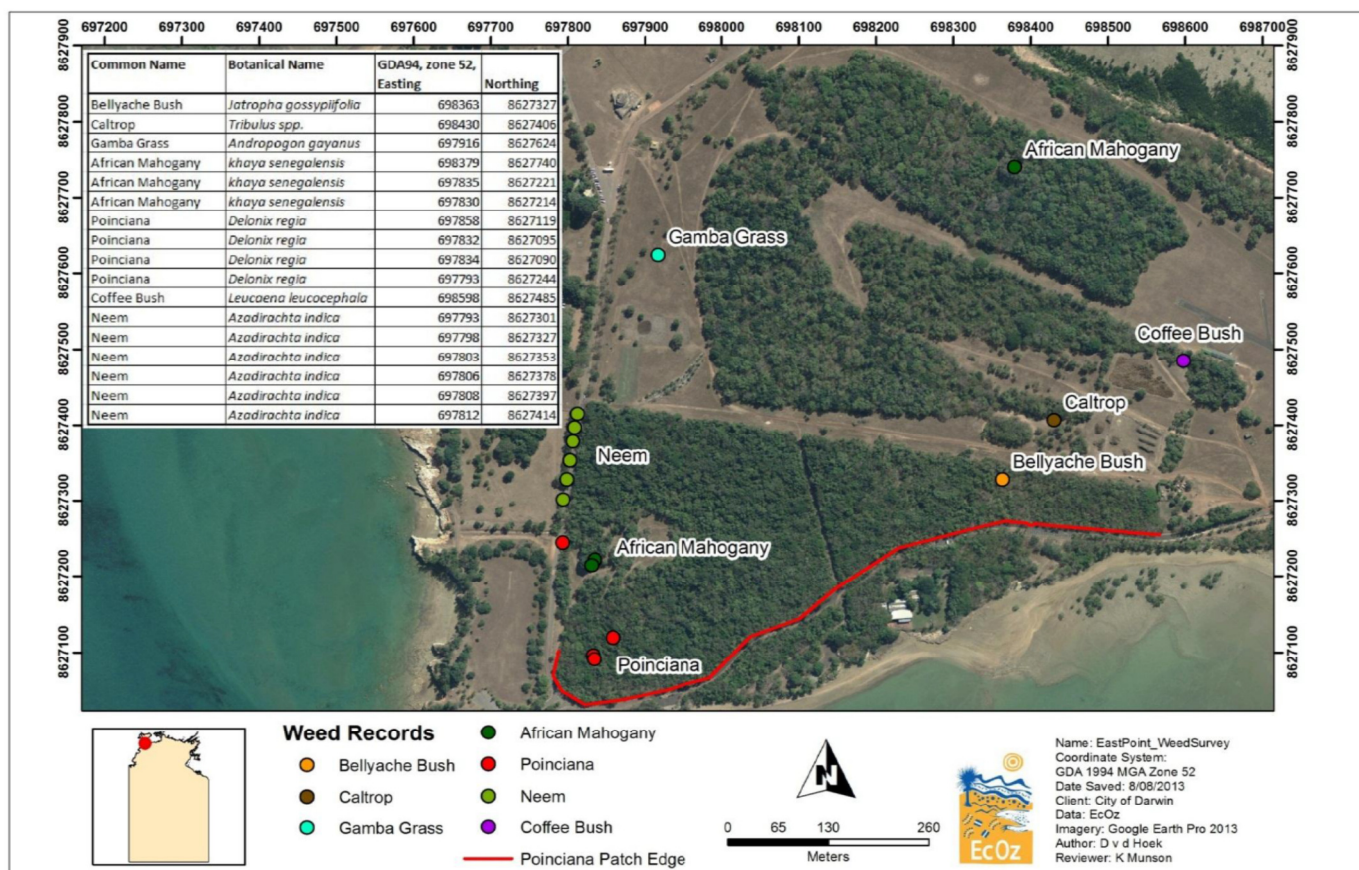 697200 697300 697400 697500 697600 697700 697800 697900 698000 698100 698200 698300 698400 698500 698600 698700
8627900
8627800
8627700
8627600
8627500
8627400
8627300
8627200
8627100
Common Name Botanical Name GDA94, zone 52, Easting Northing
Bellyache Bush Jatropha gossypiifolia 698363 8627327
Caltrop Tribulus spp. 698430 8627406
Gamba Grass Andropogon gayanus 697916 8627624
African Mahogany khaya senegalensis 698379 8627740
African Mahogany khaya senegalensis 697835 8627221
African Mahogany khaya senegalensis 697830 8627214
Poinciana Delonix regia 697858 8627119
Poinciana Delonix regia 697832 8627095
Poinciana Delonix regia 697834 8627090
Poinciana Delonix regia 697793 8627244
Coffee Bush Leucaena leucocephala 698598 8627485
Neem Azadirachta indica 697793 8627301
Neem Azadirachta indica 697798 8627327
Neem Azadirachta indica 697803 8627353
Neem Azadirachta indica 697806 8627378
Neem Azadirachta indica 697808 8627397
Neem Azadirachta indica 697812 8627414
African Mahogany
Gamba Grass
Coffee Bush
Caltrop
Neem
Bellyache Bush
African Mahogany
Poinciana
8627900
8627800
8627700
8627600
8627500
8627400
8627300
8627200
8627100
Weed Records
Bellyache Bush
Caltrop
Gamba Grass
African Mahogany
Poinciana
Neem
Coffee Bush
Poinciana Patch Edge
N
0 65 130 260
Meters
EcOz
Name: EastPoint_WeedSurvey
Coordinate System:
GDA 1994 MGA Zone 52
Date Saved: 8/08/2013
Client: City of Darwin
Data: EcOz
Imagery: Google Earth Pro 2013
Author: D v d Hoek
Reviewer: K Munson